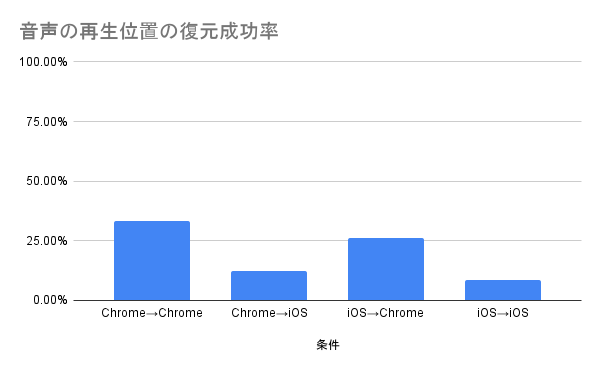 音声の再生位置の復元成功率
100.00%
75.00%
50.00%
25.00%
0.00%
Chrome→Chrome
Chrome→iOS
iOS→Chrome
iOS→iOS
条件